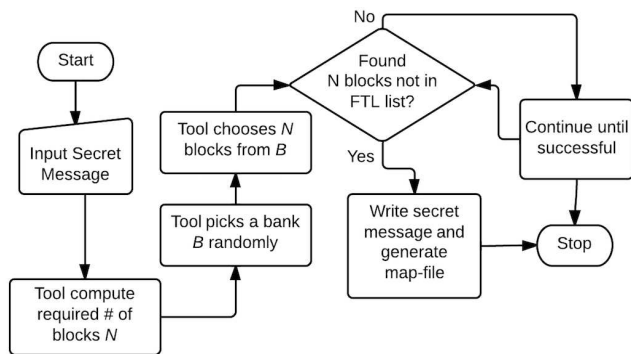 Start
Input Secret
Message
Tool compute
required # of
blocks N
Tool picks a bank
B randomly
Tool chooses N
blocks from B
Found
N blocks not in
FTL list?
No
Continue until
successful
Yes
Write secret
message and
generate
map-file
Stop